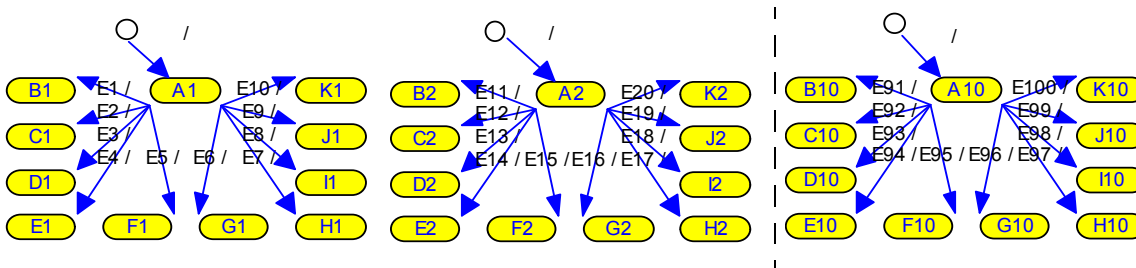 /
B1 E1 / A1 E10 / K1
E2 / E9 /
C1 E3 / E8 / J1
E4 / E5 / E6 / E7 /
D1 I1
E1 F1 G1 H1
/
B2 E11 / A2 E20 / K2
E12 / E19 /
C2 E13 / E18 / J2
E14 / E15 / E16 / E17 /
D2 I2
E2 F2 G2 H2
/
B10 E91 / A10 E100 / K10
E92 / E99 /
C10 E93 / E98 / J10
E94 / E95 / E96 / E97 /
D10 I10
E10 F10 G10 H10